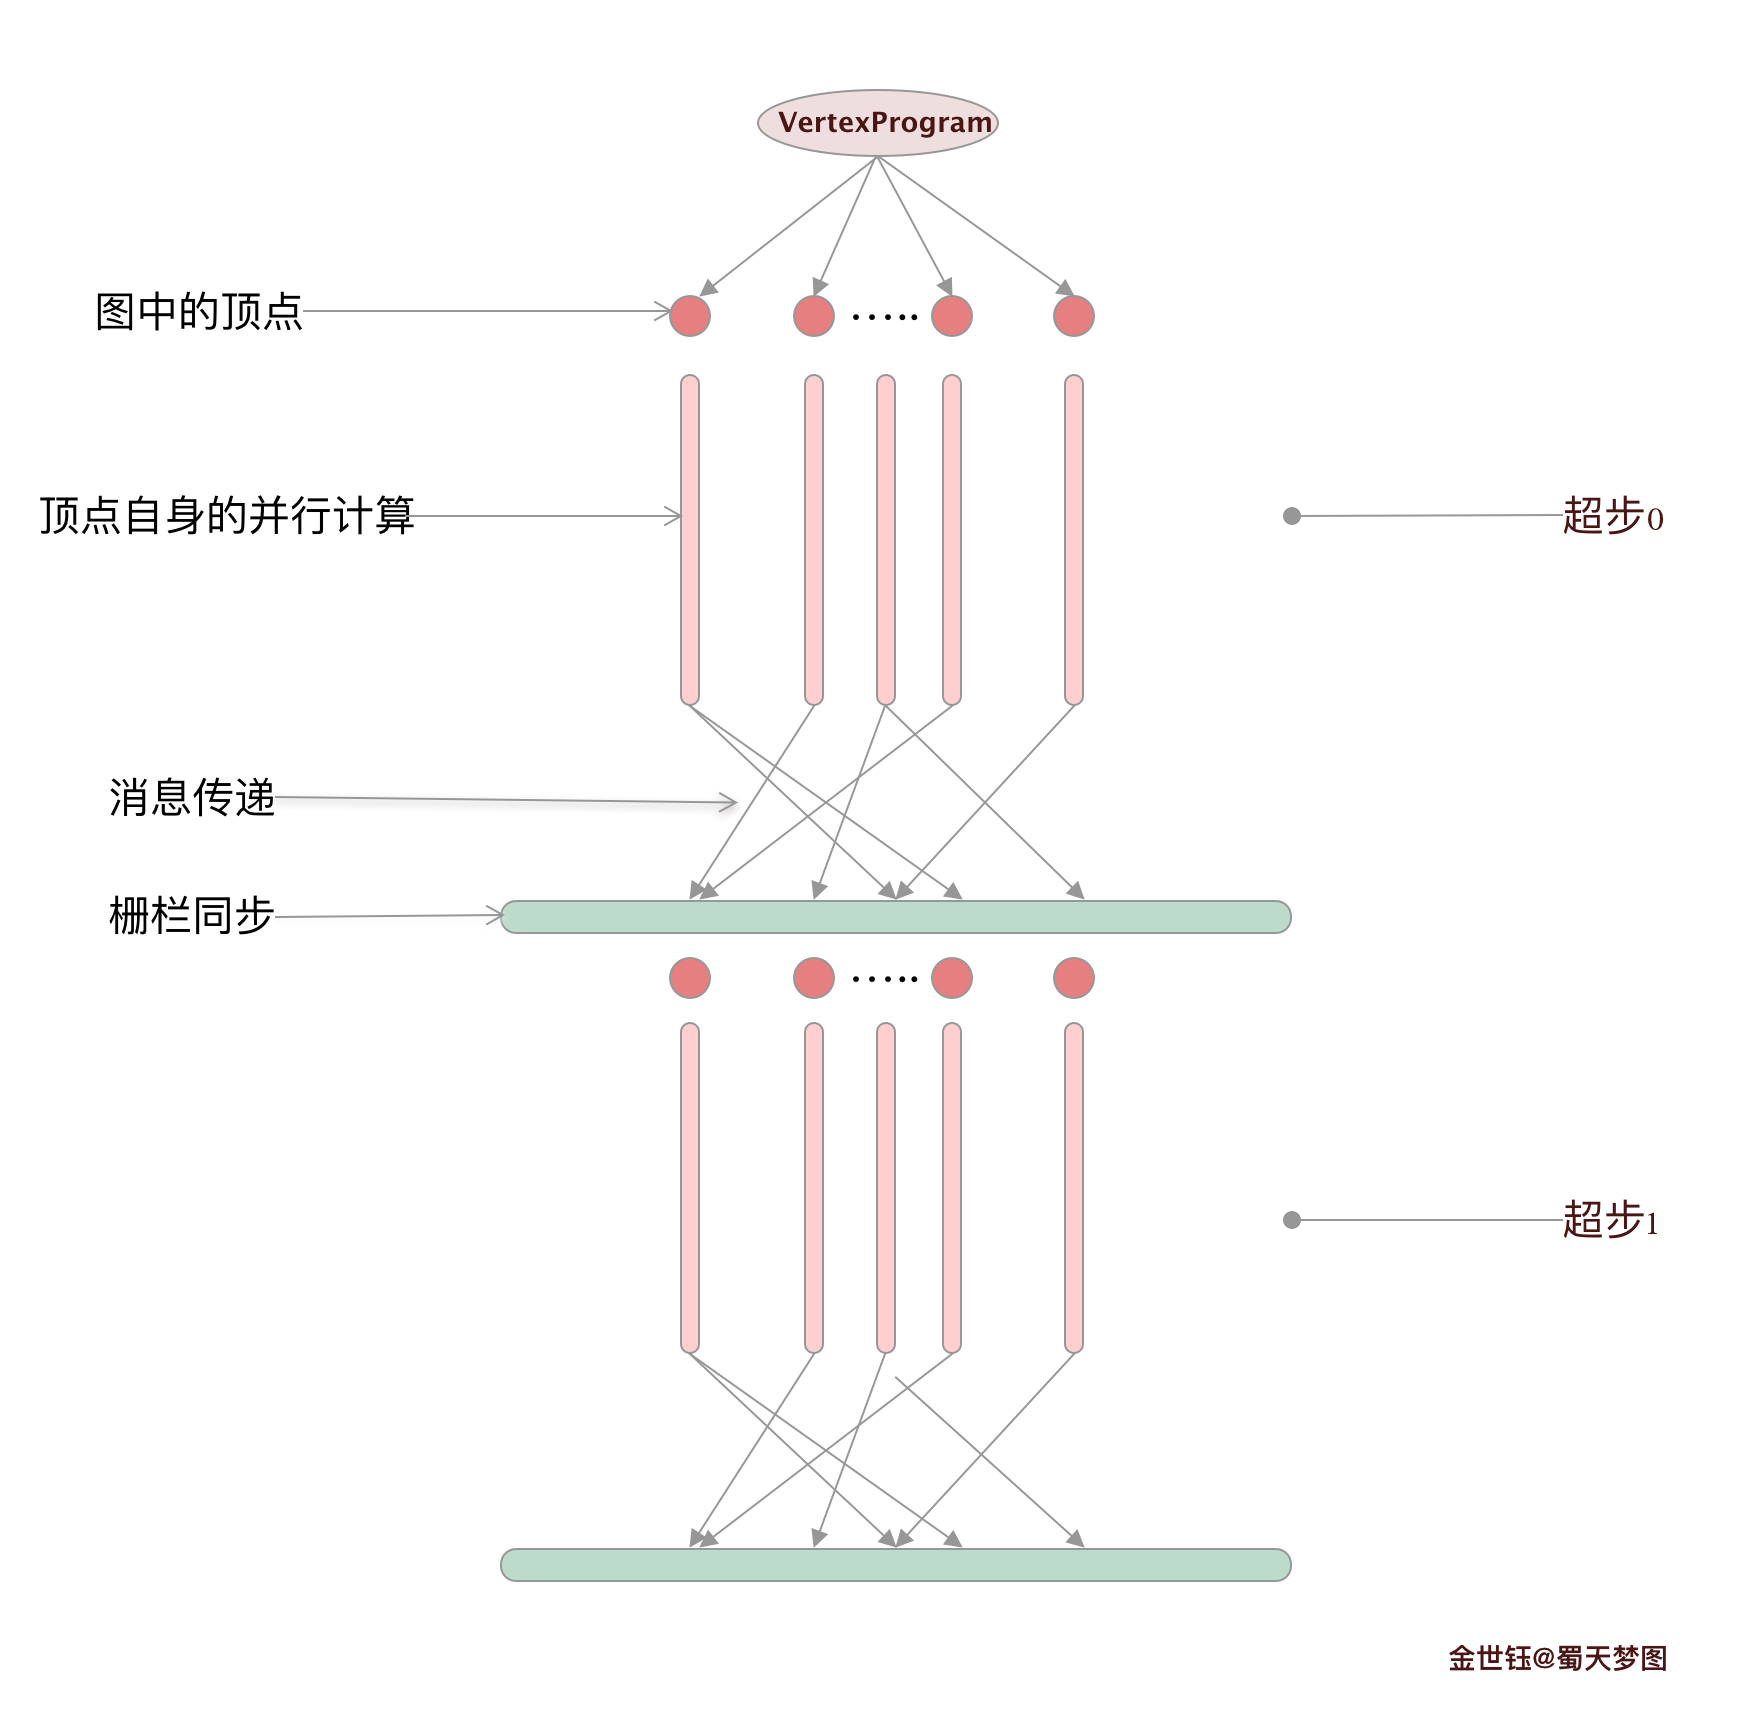 VertexProgram
图中的顶点
.....
顶点自身的并行计算
超步0
消息传递
栅栏同步
.....
超步1
金世钰@蜀天梦图